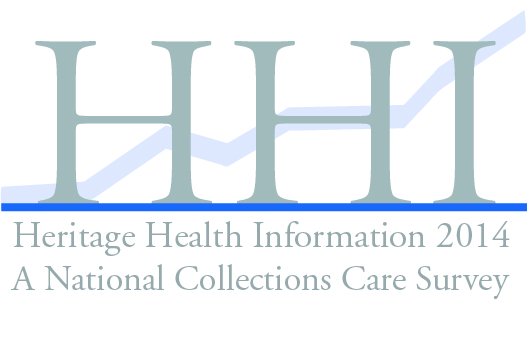 HHI
Heritage Health Information 2014
A National Collections Care Survey